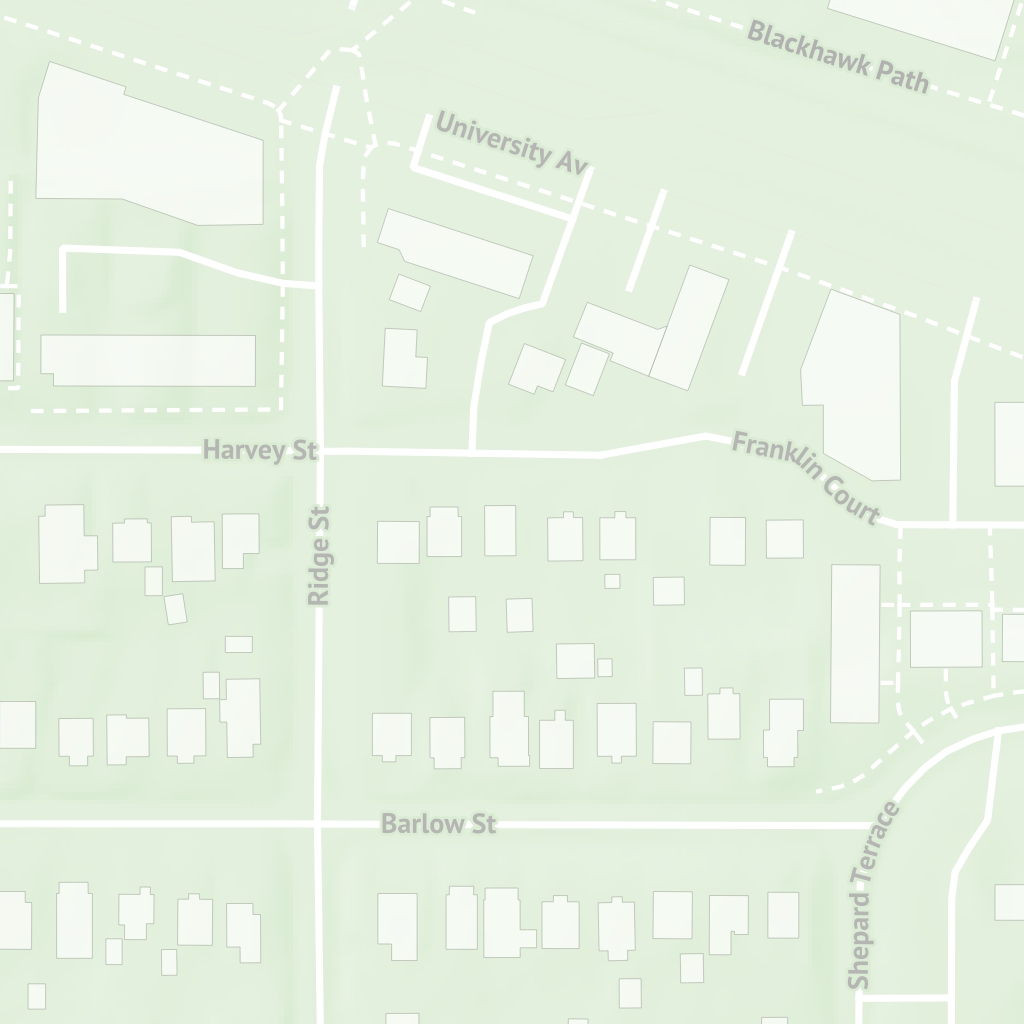 Blackhawk Path
University Av
Harvey St
Franklin Court
Ridge St
Barlow St
Shepard Terrace